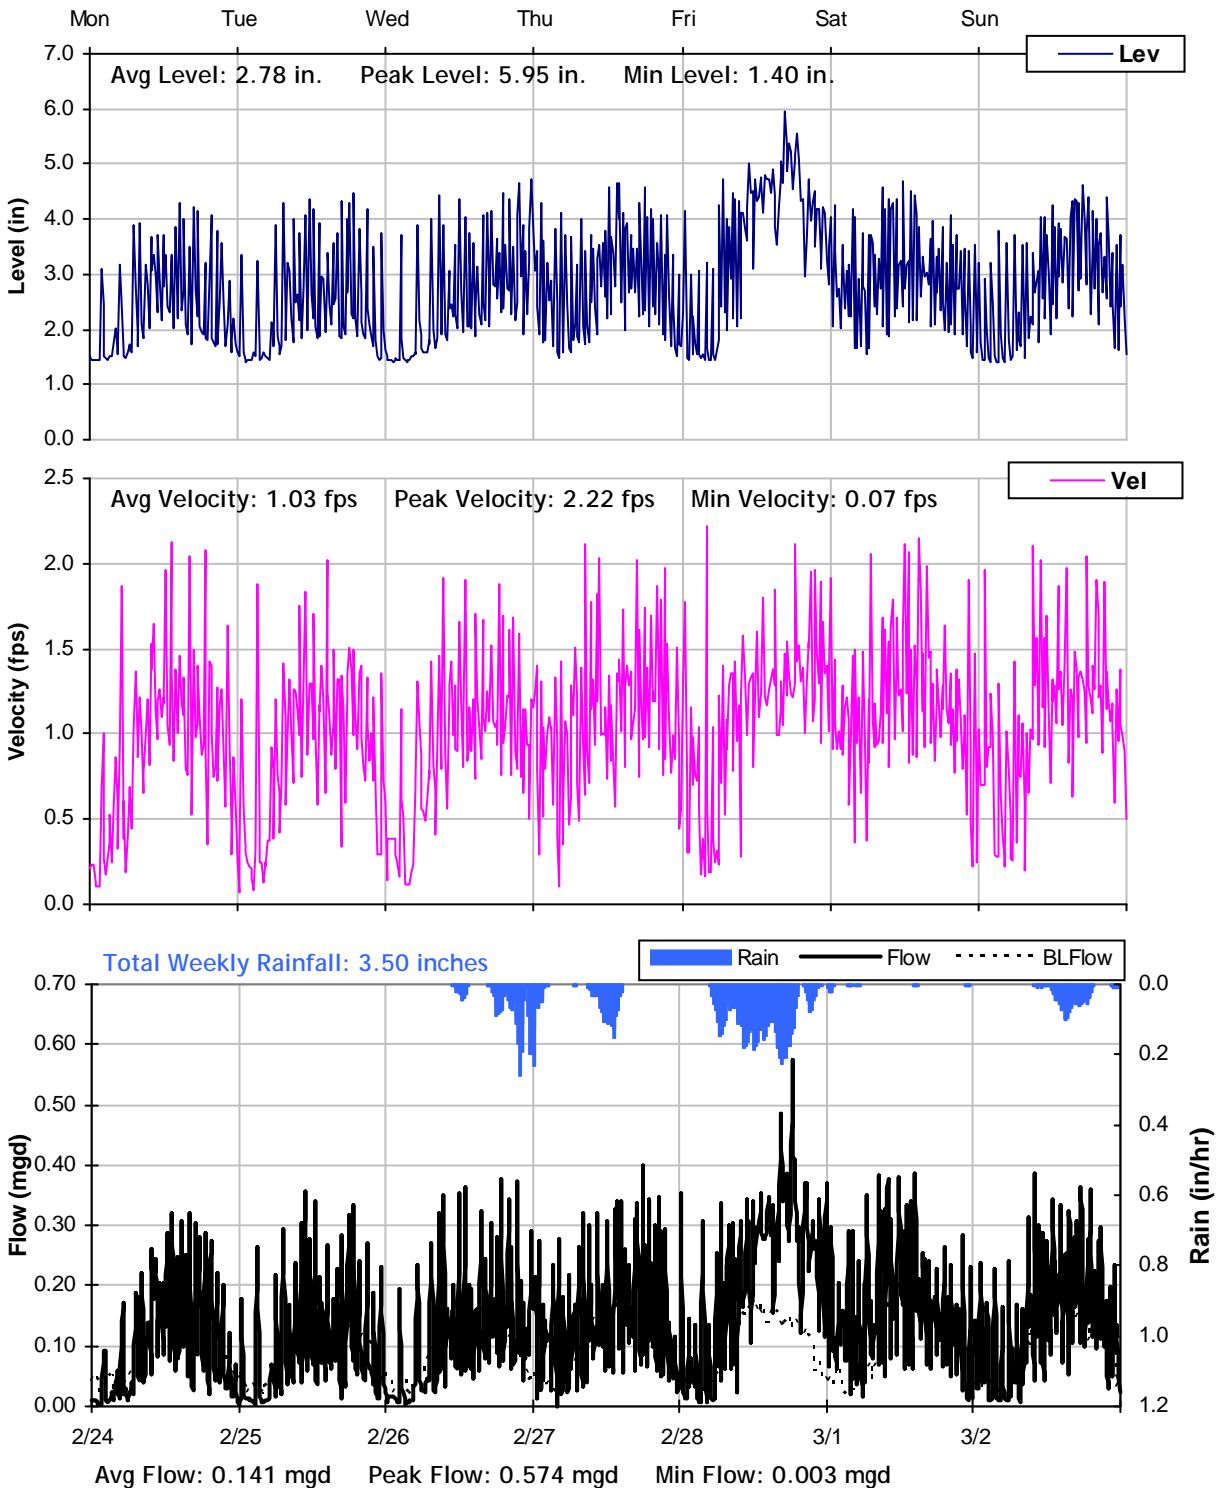 Mon Tue Wed Thu Fri Sat Sun
7.0
Lev
Avg Level: 2.78 in. Peak Level: 5.95 in. Min Level: 1.40 in.
6.0
5.0
4.0
3.0
2.0
1.0
0.0
Level (in)
2.5
Vel
Avg Velocity: 1.03 fps Peak Velocity: 2.22 fps Min Velocity: 0.07 fps
2.0
1.5
1.0
0.5
0.0
Velocity (fps)
Total Weekly Rainfall: 3.50 inches
Rain Flow BLFlow
0.70 0.0
0.60
0.2
0.50
0.4
0.40
0.6
0.30
0.8
0.20
1.0
0.10
0.00 1.2
Flow (mgd)
Rain (in/hr)
2/24 2/25 2/26 2/27 2/28 3/1 3/2
Avg Flow: 0.141 mgd Peak Flow: 0.574 mgd Min Flow: 0.003 mgd